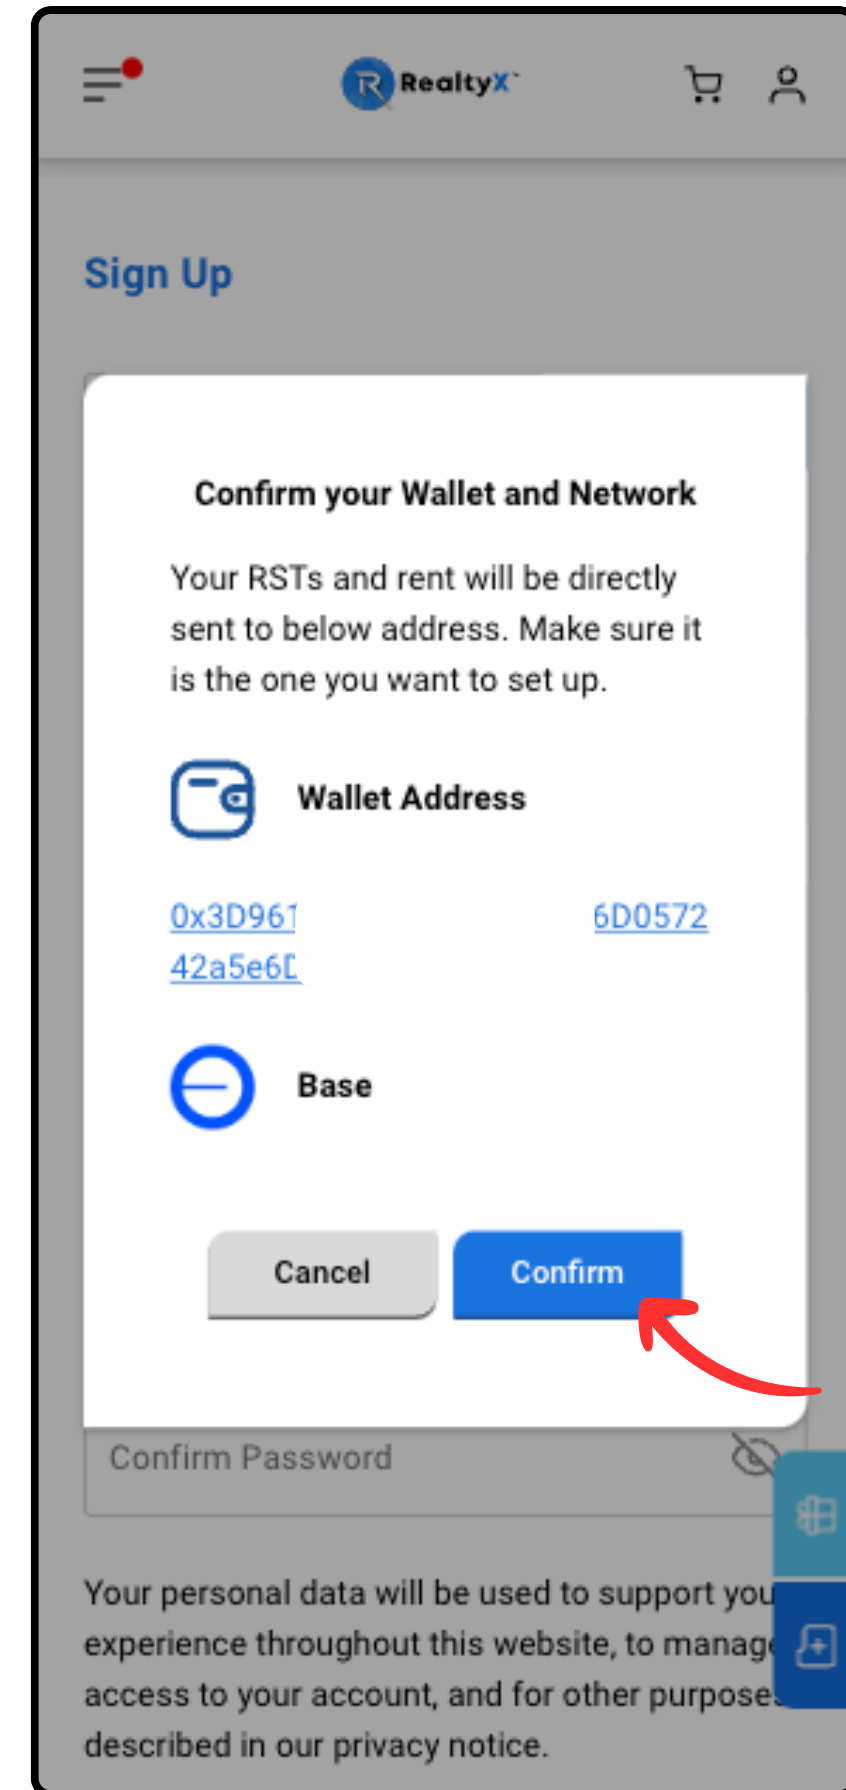 RealtyX
Sign Up
Confirm your Wallet and Network
Your RSTs and rent will be directly
sent to below address. Make sure it
is the one you want to set up.
Wallet Address
0x3D961 6D0572
42a5e6D
Base
Cancel Confirm
Confirm Password
Your personal data will be used to support you
experience throughout this website, to manage
access to your account, and for other purposes
described in our privacy notice.